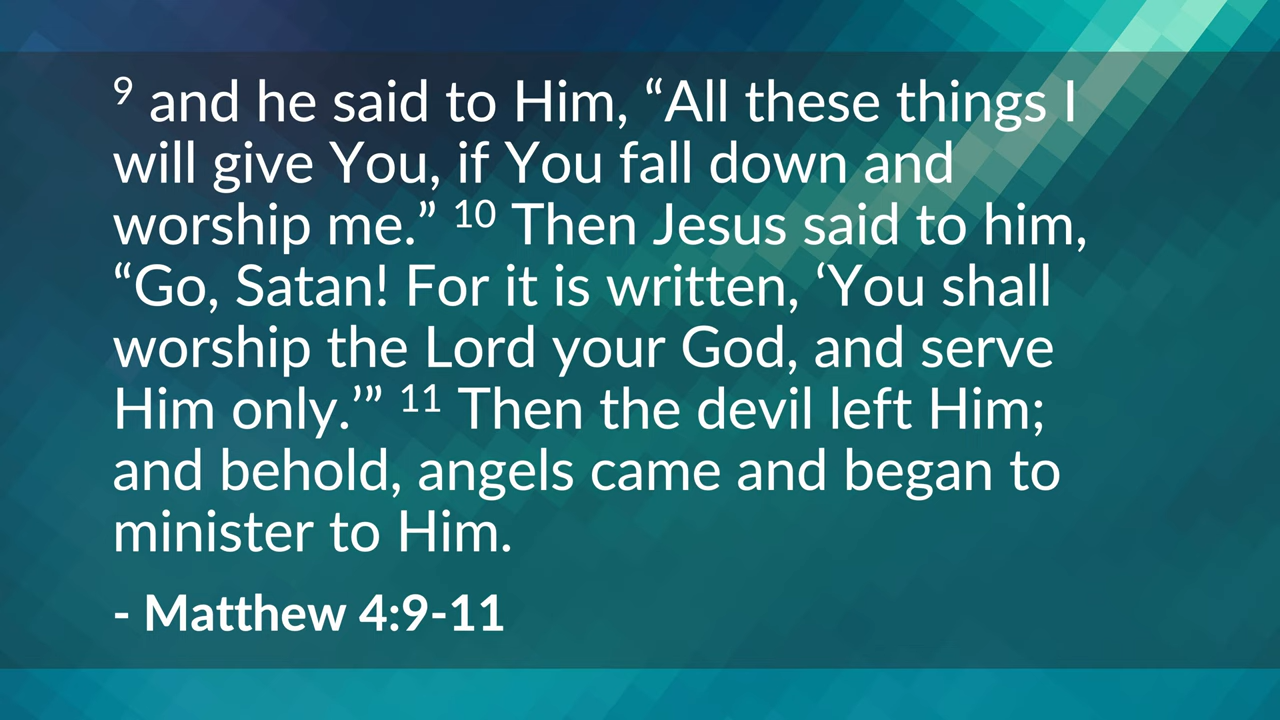 ⁹ and he said to Him, “All these things I
will give You, if You fall down and
worship me.” ¹⁰ Then Jesus said to him,
“Go, Satan! For it is written, ‘You shall
worship the Lord your God, and serve
Him only.’” ¹¹ Then the devil left Him;
and behold, angels came and began to
minister to Him.
- Matthew 4:9-11